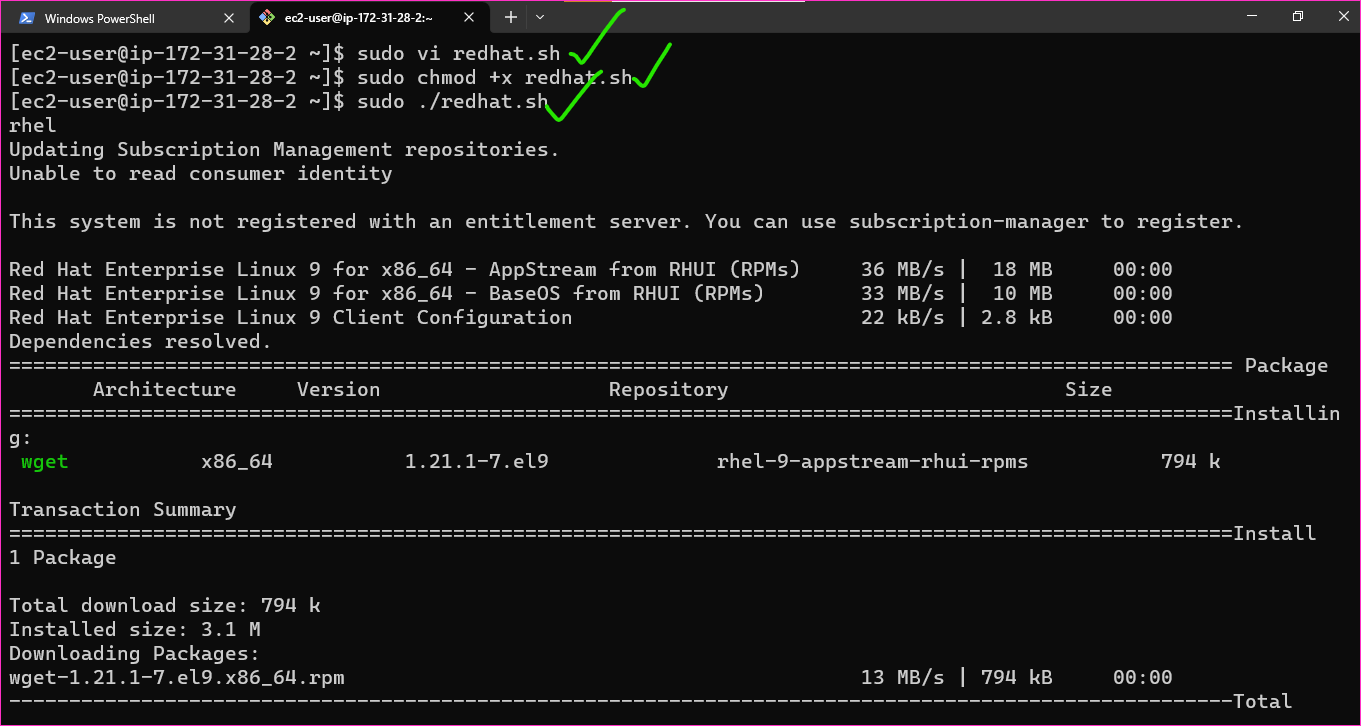 Windows PowerShell
ec2-user@ip-172-31-28-2:~
[ec2-user@ip-172-31-28-2 ~]$ sudo vi redhat.sh
[ec2-user@ip-172-31-28-2 ~]$ sudo chmod +x redhat.sh
[ec2-user@ip-172-31-28-2 ~]$ sudo ./redhat.sh
rhel
Updating Subscription Management repositories.
Unable to read consumer identity
This system is not registered with an entitlement server. You can use subscription-manager to register.
Red Hat Enterprise Linux 9 for x86_64 - AppStream from RHUI (RPMs) 36 MB/s | 18 MB 00:00
Red Hat Enterprise Linux 9 for x86_64 - BaseOS from RHUI (RPMs) 33 MB/s | 10 MB 00:00
Red Hat Enterprise Linux 9 Client Configuration 22 kB/s | 2.8 kB 00:00
Dependencies resolved.
====================================================================================================== Package
Architecture Version Repository Size
======================================================================================================Installin
g:
wget x86_64 1.21.1-7.el9 rhel-9-appstream-rhui-rpms 794 k
Transaction Summary
======================================================================================================Install
1 Package
Total download size: 794 k
Installed size: 3.1 M
Downloading Packages:
wget-1.21.1-7.el9.x86_64.rpm 13 MB/s | 794 kB 00:00
------------------------------------------------------------------------------------------------------Total